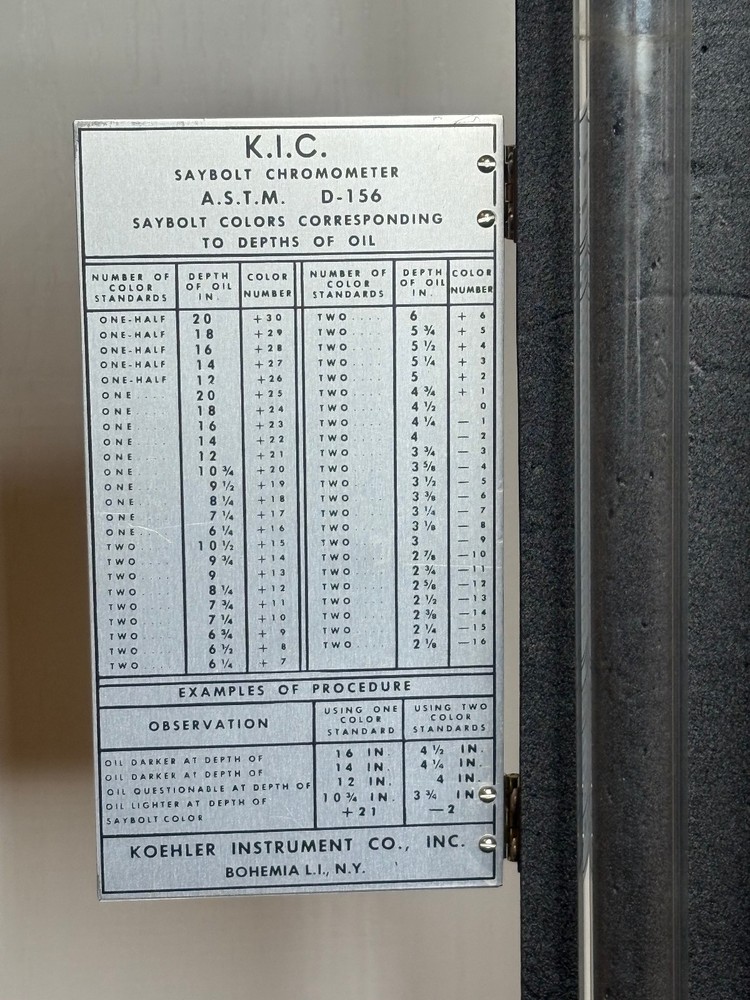 K.I.C.
SAYBOLT CHROMOMETER
A.S.T.M. D-156
SAYBOLT COLORS CORRESPONDING
TO DEPTHS OF OIL
NUMBER OF COLOR STANDARDS DEPTH OF OIL IN. COLOR NUMBER NUMBER OF COLOR STANDARDS DEPTH OF OIL IN. COLOR NUMBER
ONE-HALF 20 +30 TWO.... 6 + 6
ONE-HALF 18 +29 TWO.... 5 3/4 + 5
ONE-HALF 16 +28 TWO.... 5 1/2 + 4
ONE-HALF 14 +27 TWO.... 5 1/4 + 3
ONE-HALF 12 +26 TWO.... 5 + 2
ONE.... 20 +25 TWO.... 4 3/4 + 1
ONE.... 18 +24 TWO.... 4 1/2 0
ONE.... 16 +23 TWO.... 4 1/4 — 1
ONE.... 14 +22 TWO.... 4 — 2
ONE.... 12 +21 TWO.... 3 3/4 — 3
ONE.... 10 3/4 +20 TWO.... 3 5/8 — 4
ONE.... 9 1/2 +19 TWO.... 3 1/2 — 5
ONE.... 8 1/4 +18 TWO.... 3 3/8 — 6
ONE.... 7 1/4 +17 TWO.... 3 1/4 — 7
ONE.... 6 1/4 +16 TWO.... 3 1/8 — 8
TWO.... 10 1/2 +15 TWO.... 3 — 9
TWO.... 9 3/4 +14 TWO.... 2 7/8 —10
TWO.... 9 +13 TWO.... 2 3/4 —11
TWO.... 8 1/4 +12 TWO.... 2 5/8 —12
TWO.... 7 3/4 +11 TWO.... 2 1/2 —13
TWO.... 7 1/4 +10 TWO.... 2 3/8 —14
TWO.... 6 3/4 + 9 TWO.... 2 1/4 —15
TWO.... 6 1/2 + 8 TWO.... 2 1/8 —16
TWO.... 6 1/4 + 7
EXAMPLES OF PROCEDURE
OBSERVATION USING ONE COLOR STANDARD USING TWO COLOR STANDARDS
OIL DARKER AT DEPTH OF 16 IN. 4 1/2 IN.
OIL DARKER AT DEPTH OF 14 IN. 4 1/4 IN.
OIL QUESTIONABLE AT DEPTH OF 12 IN. 4 IN.
OIL LIGHTER AT DEPTH OF 10 3/4 IN. 3 3/4 IN
SAYBOLT COLOR +21 —2
KOEHLER INSTRUMENT CO., INC.
BOHEMIA L.I., N.Y.